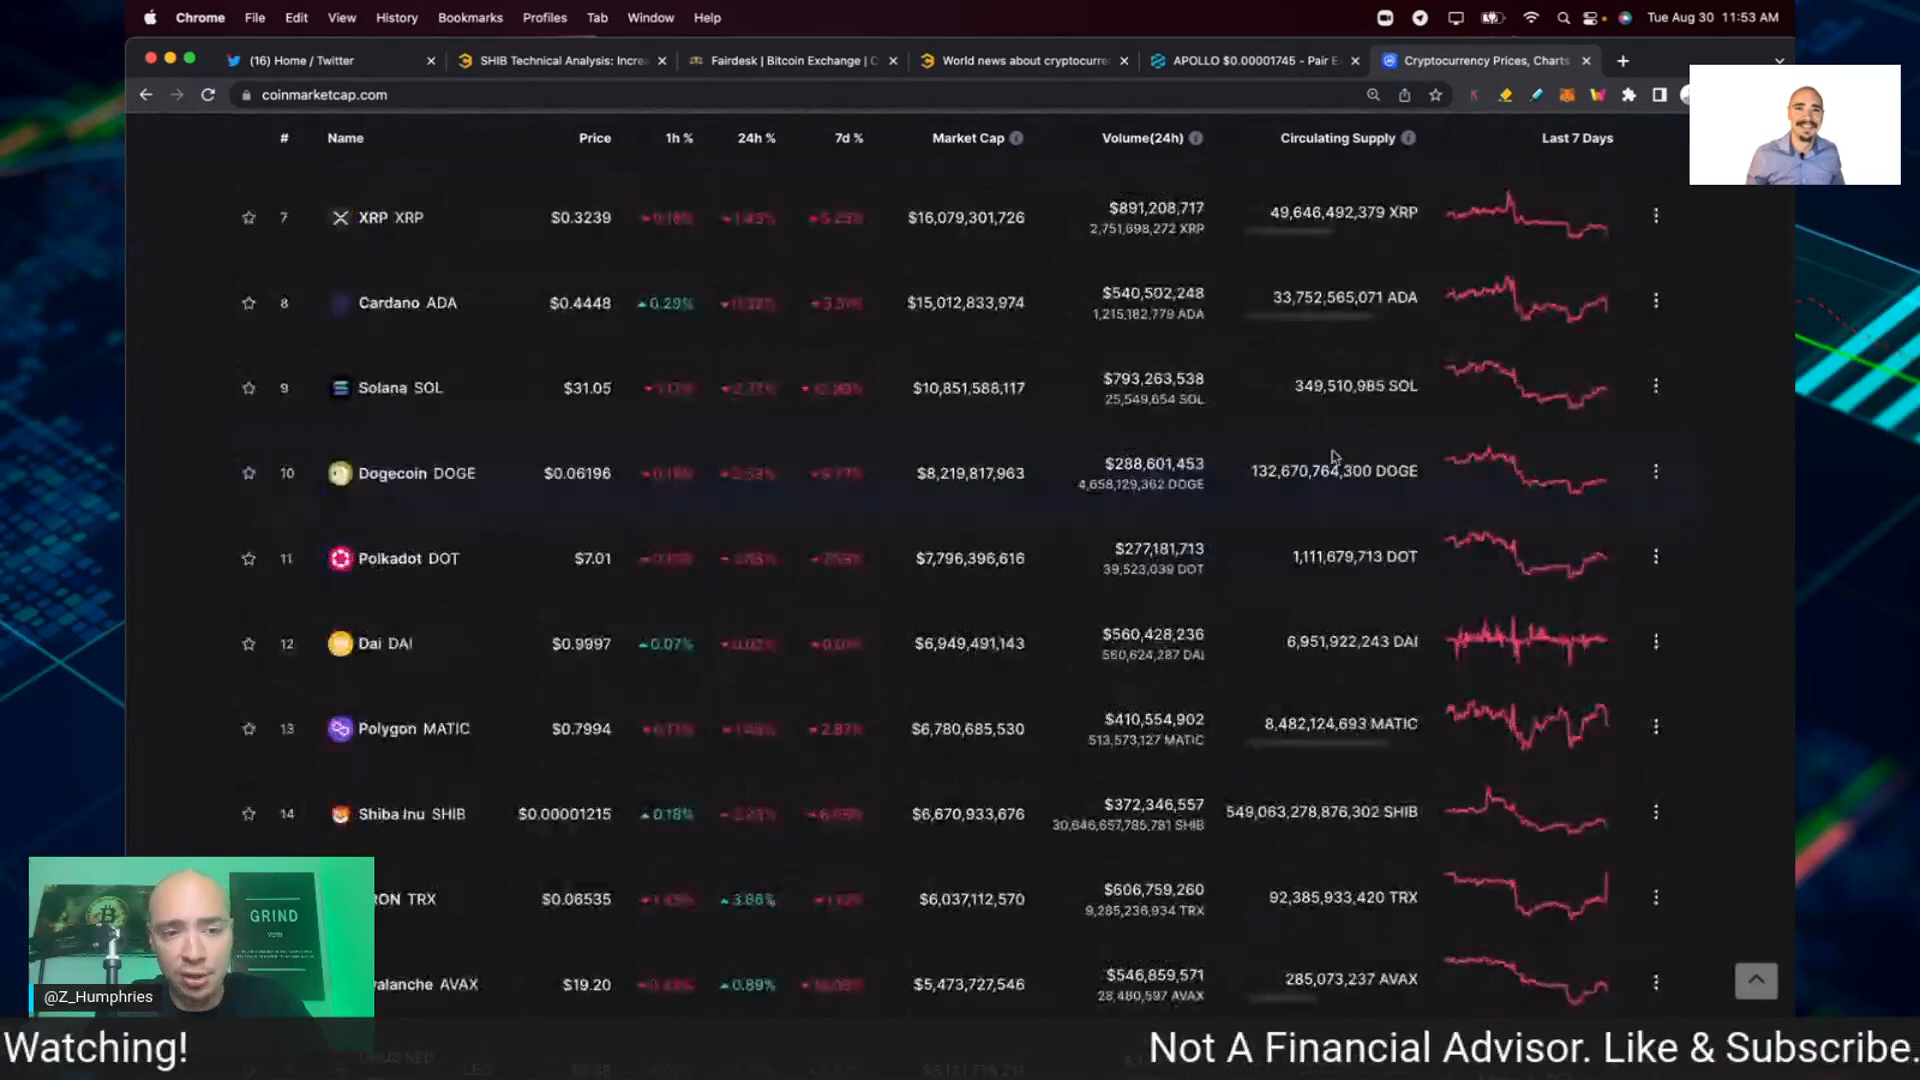 Chrome File Edit View History Bookmarks Profiles Tab Window Help Tue Aug 30 11:53 AM
(16) Home / Twitter SHIB Technical Analysis: Increa Fairdesk | Bitcoin Exchange | C World news about cryptocurre APOLLO $0.00001745 - Pair E Cryptocurrency Prices, Charts
coinmarketcap.com
# Name Price 1h % 24h % 7d % Market Cap Volume(24h) Circulating Supply Last 7 Days
7 XRP XRP $0.3239 $16,079,301,726 $891,208,717 49,646,492,379 XRP
2,751,698,272 XRP
8 Cardano ADA $0.4448 0.29% $15,012,833,974 $540,502,248 33,752,565,071 ADA
1,215,182,779 ADA
9 Solana SOL $31.05 $10,851,588,117 $793,263,538 349,510,985 SOL
25,549,654 SOL
10 Dogecoin DOGE $0.06196 $8,219,817,963 $288,601,453 132,670,764,300 DOGE
4,658,129,362 DOGE
11 Polkadot DOT $7.01 $7,796,396,616 $277,181,713 1,111,679,713 DOT
39,523,039 DOT
12 Dai DAI $0.9997 0.07% $6,949,491,143 $560,428,236 6,951,922,243 DAI
560,624,287 DAI
13 Polygon MATIC $0.7994 2.87% $6,780,685,530 $410,554,902 8,482,124,693 MATIC
513,573,127 MATIC
14 Shiba Inu SHIB $0.00001215 0.18% $6,670,933,676 $372,346,557 549,063,278,876,302 SHIB
30,646,657,785,781 SHIB
RON TRX $0.06535 3.86% $6,037,112,570 $606,759,260 92,385,933,420 TRX
9,285,236,934 TRX
valanche AVAX $19.20 0.89% $5,473,727,546 $546,859,571 285,073,237 AVAX
28,480,597 AVAX
GRIND
@Z_Humphries
Watching! Not A Financial Advisor. Like & Subscribe.